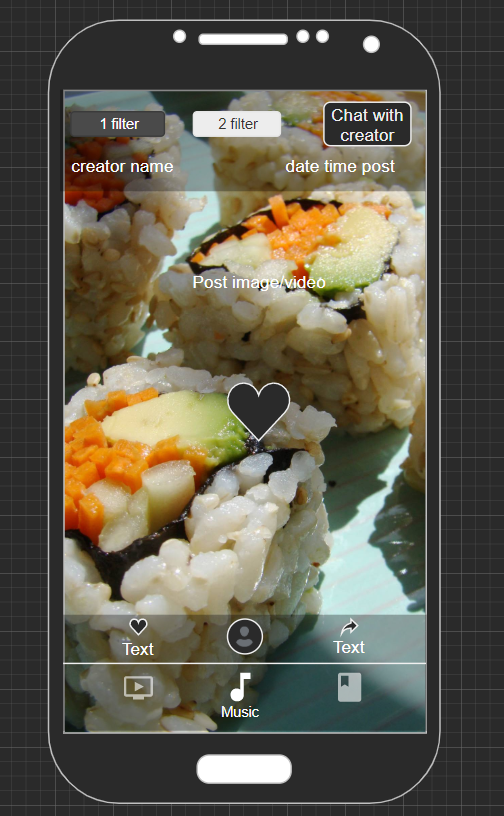 1 filter
2 filter
Chat with
creator
creator name
date time post
Post image/video
Text
Text
Music